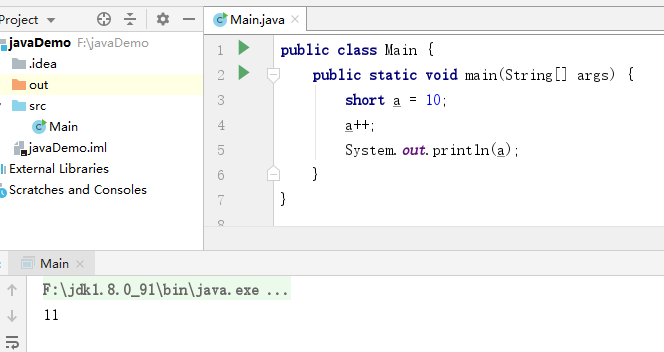 Project
javaDemo F:\javaDemo
.idea
out
src
Main
javaDemo.iml
External Libraries
Scratches and Consoles
Main.java
1 public class Main {
2 public static void main(String[] args) {
3 short a = 10;
4 a++;
5 System.out.println(a);
6 }
7 }
8
Main
F:\jdk1.8.0_91\bin\java.exe ...
11